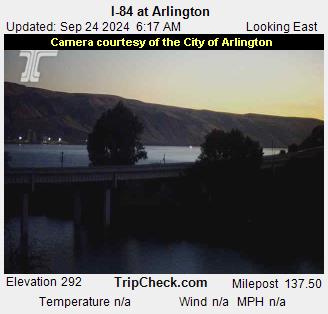 I-84 at Arlington
Updated: Sep 24 2024 6:17 AM Looking East
Camera courtesy of the City of Arlington
Elevation 292 TripCheck.com Milepost 137.50
Temperature n/a Wind n/a MPH n/a